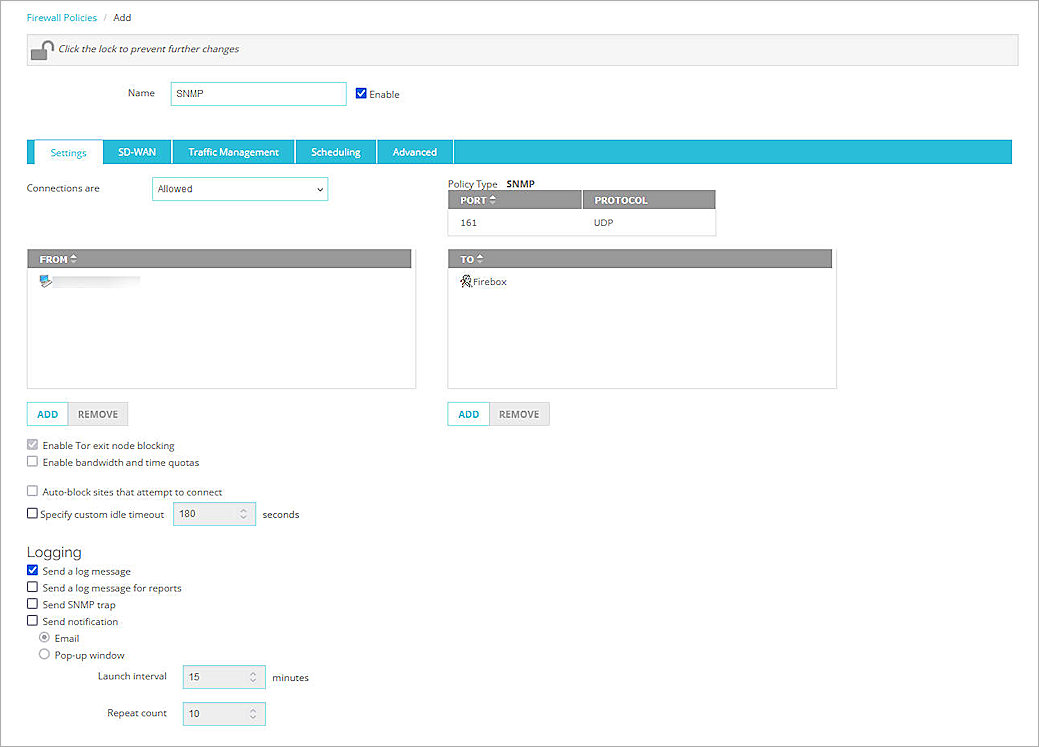 Firewall Policies / Add
Click the lock to prevent further changes
Name SNMP Enable
Settings SD-WAN Traffic Management Scheduling Advanced
Connections are Allowed
Policy Type SNMP
PORT PROTOCOL
161 UDP
FROM
TO
Firebox
ADD REMOVE
ADD REMOVE
Enable Tor exit node blocking
Enable bandwidth and time quotas
Auto-block sites that attempt to connect
Specify custom idle timeout 180 seconds
Logging
Send a log message
Send a log message for reports
Send SNMP trap
Send notification
Email
Pop-up window
Launch interval 15 minutes
Repeat count 10